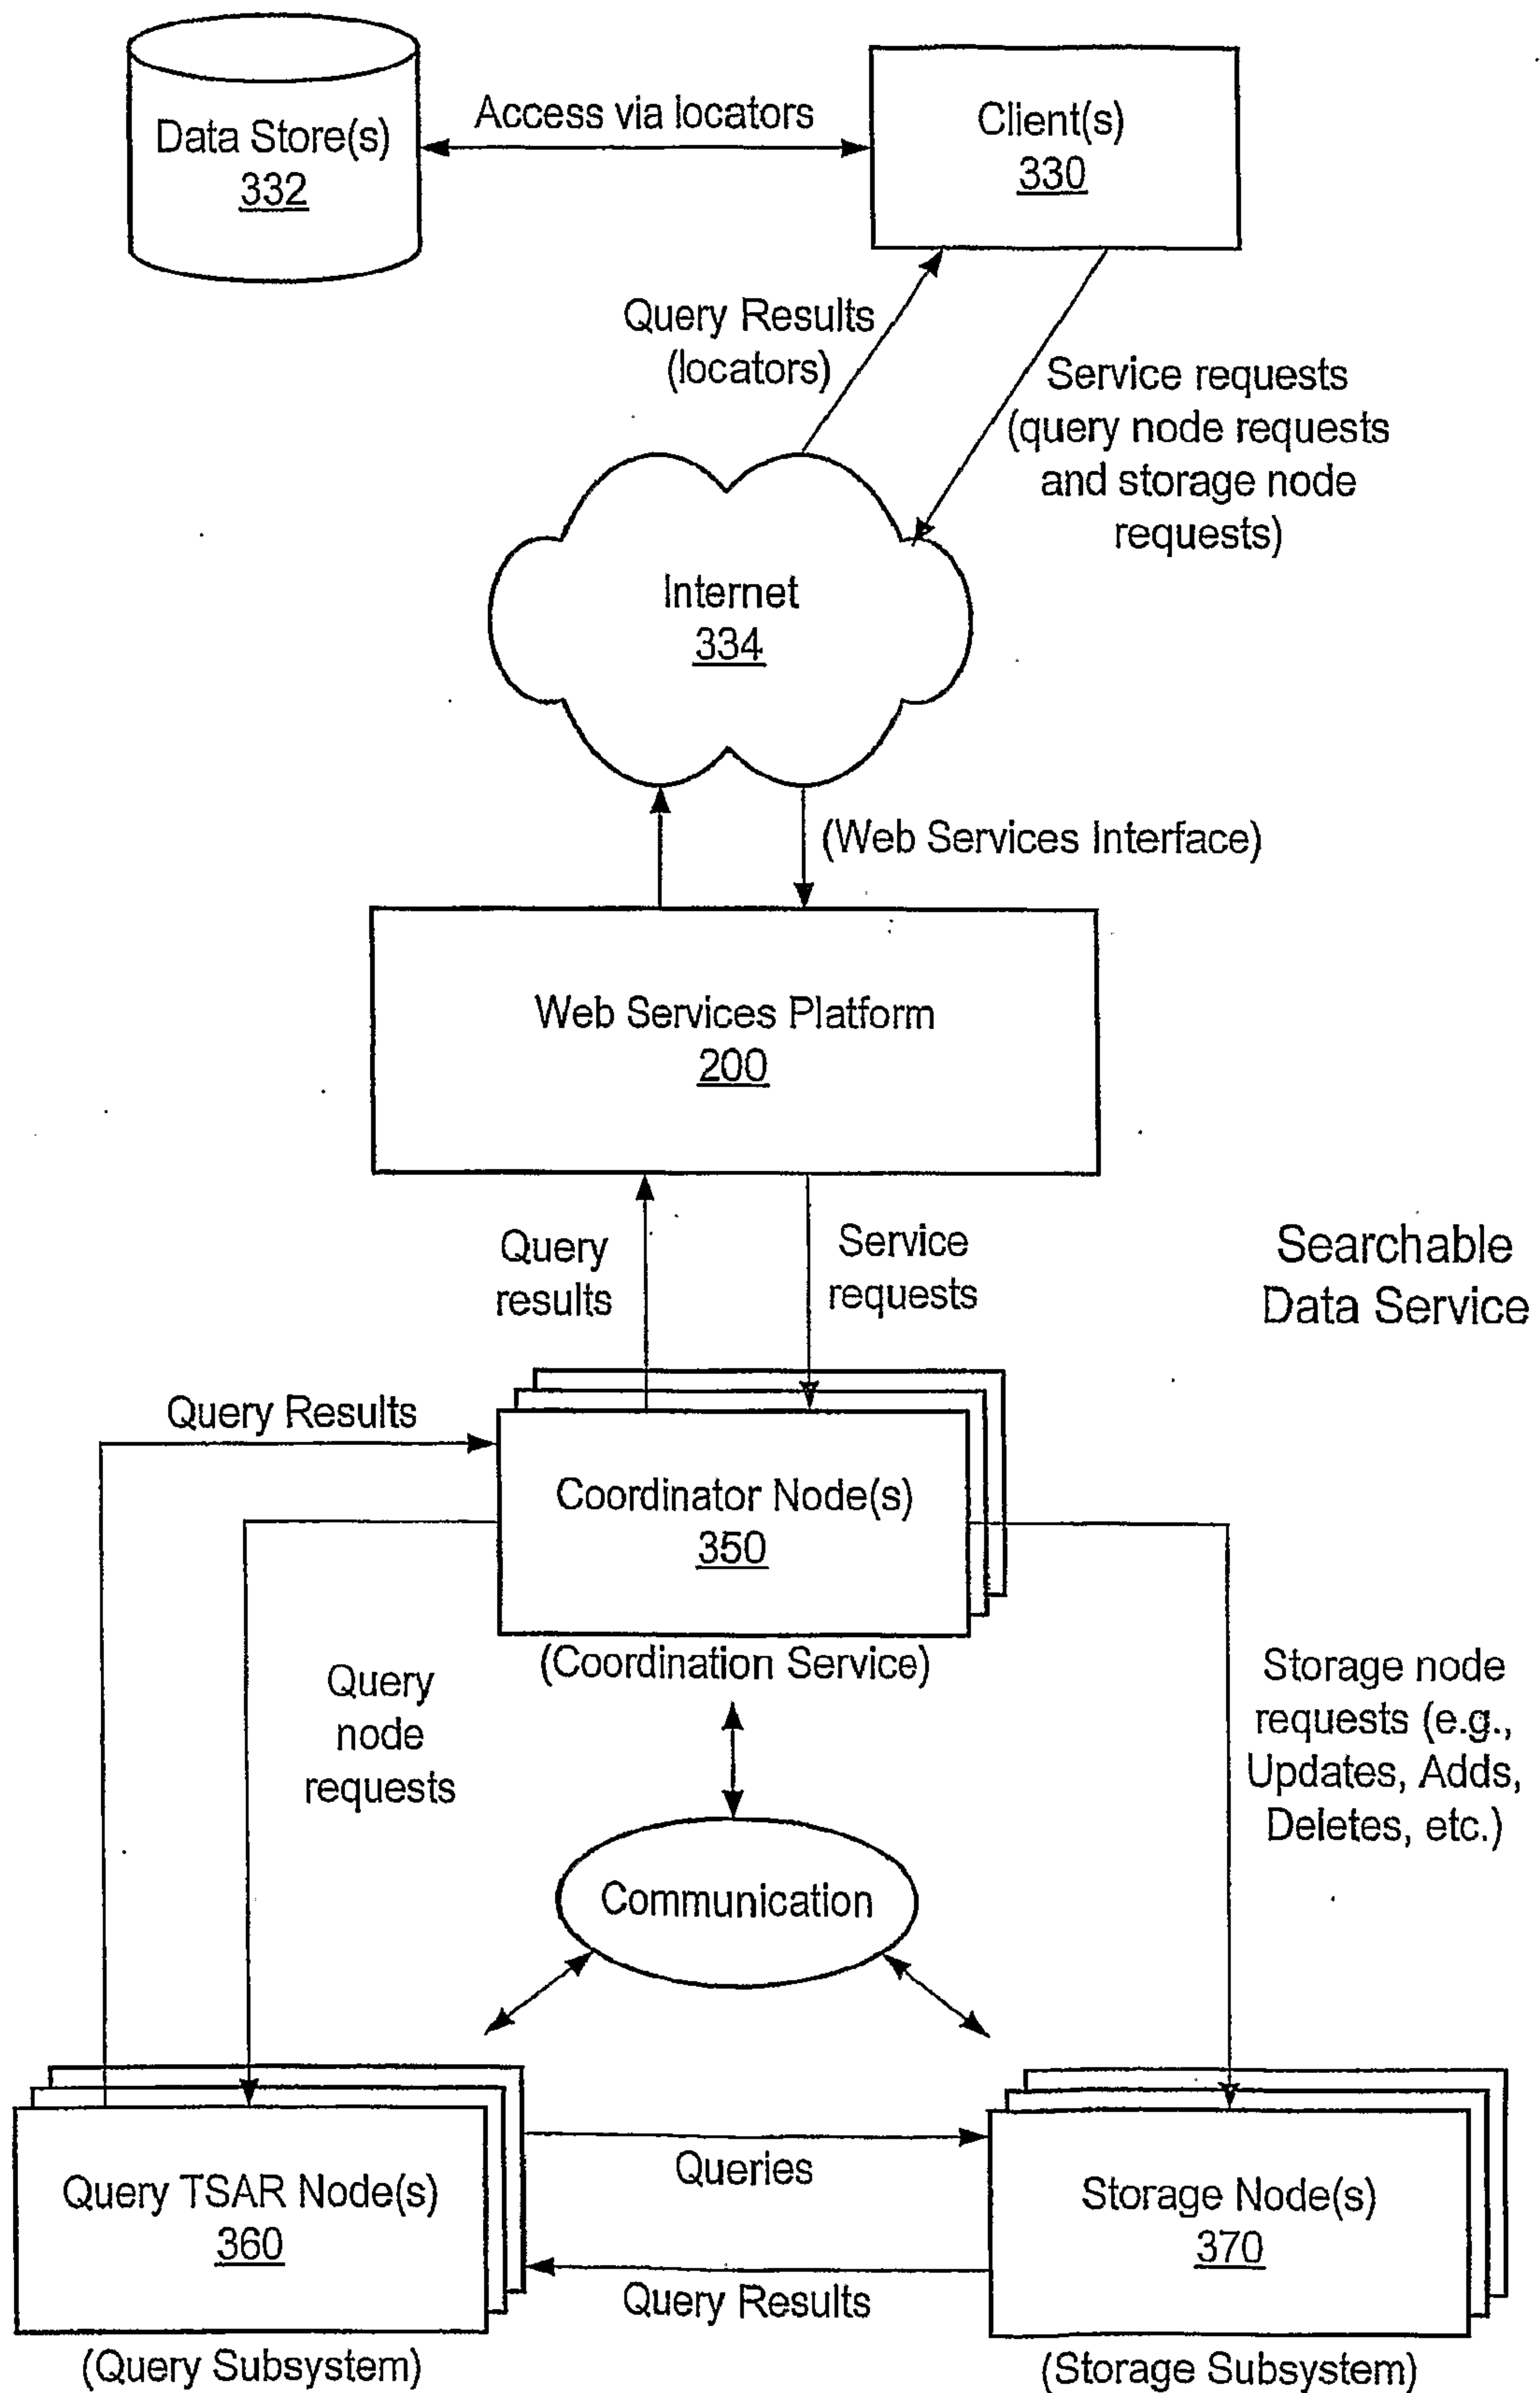 Data Store(s)
332
Access via locators
Client(s)
330
Query Results
(locators)
Service requests
(query node requests
and storage node
requests)
Internet
334
(Web Services Interface)
Web Services Platform
200
Query
results
Service
requests
Searchable
Data Service
Query Results
Coordinator Node(s)
350
(Coordination Service)
Query
node
requests
Storage node
requests (e.g.,
Updates, Adds,
Deletes, etc.)
Communication
Query TSAR Node(s)
360
(Query Subsystem)
Queries
Query Results
Storage Node(s)
370
(Storage Subsystem)